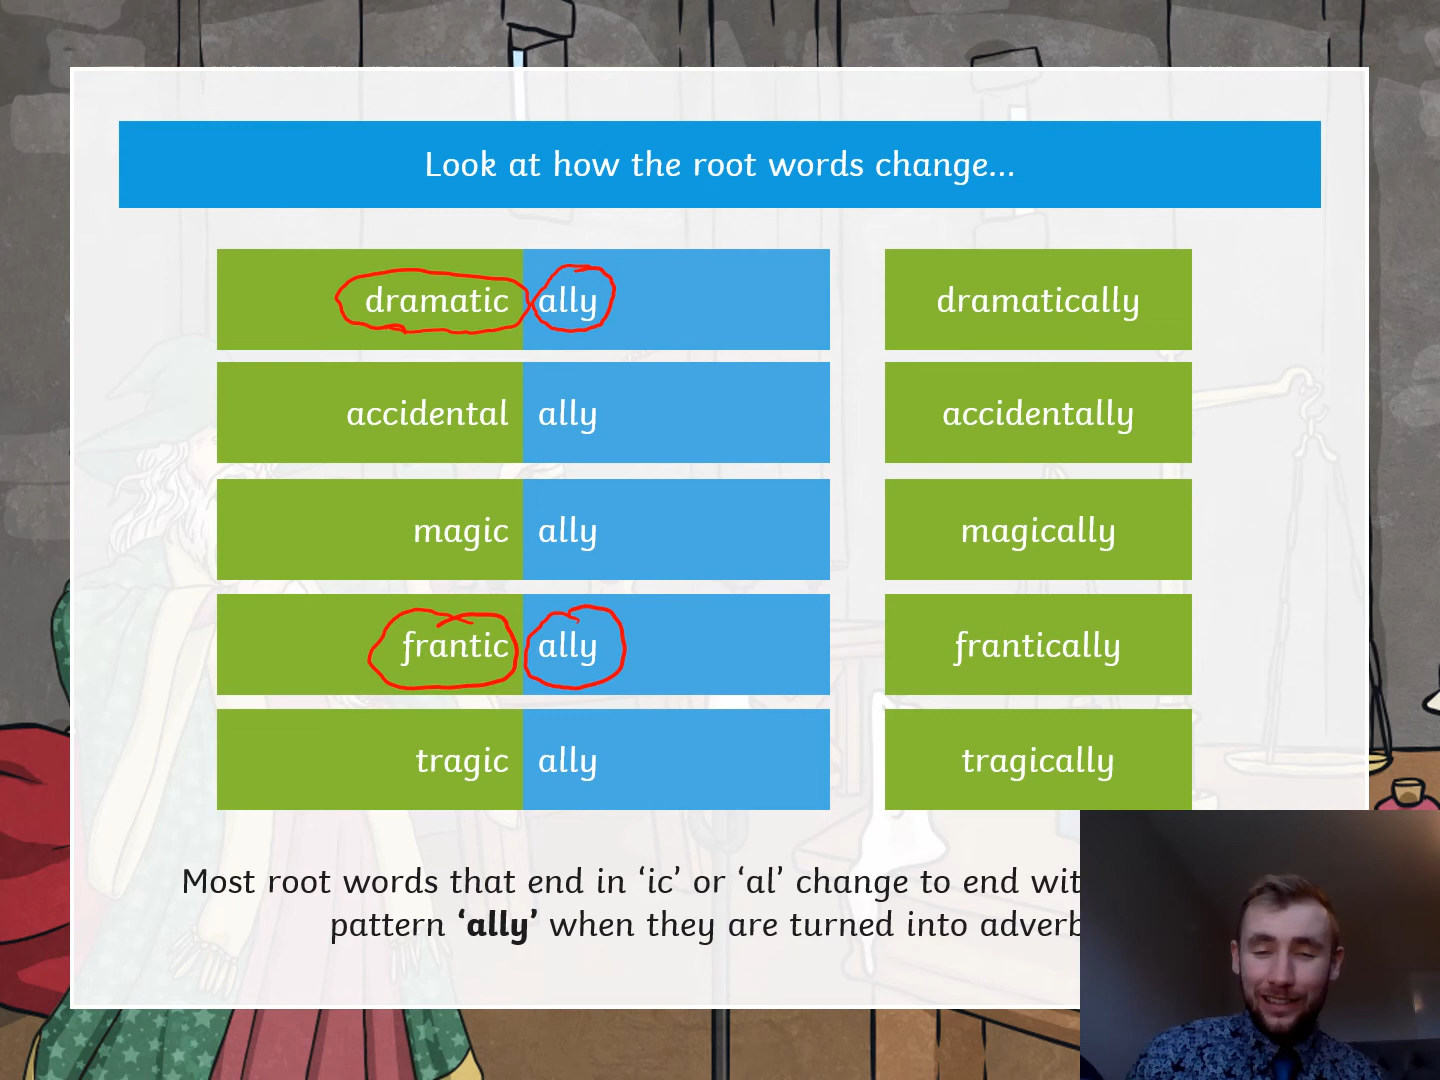 Look at how the root words change...
dramatic ally dramatically
accidental ally accidentally
magic ally magically
frantic ally frantically
tragic ally tragically
Most root words that end in ‘ic’ or ‘al’ change to end
pattern ‘ally’ when they are turned into